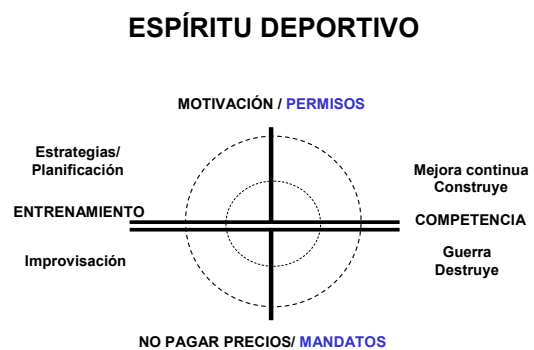 ESPÍRITU DEPORTIVO
MOTIVACIÓN / PERMISOS
Estrategias/
Planificación
Mejora continua
Construye
ENTRENAMIENTO
COMPETENCIA
Improvisación
Guerra
Destruye
NO PAGAR PRECIOS/ MANDATOS